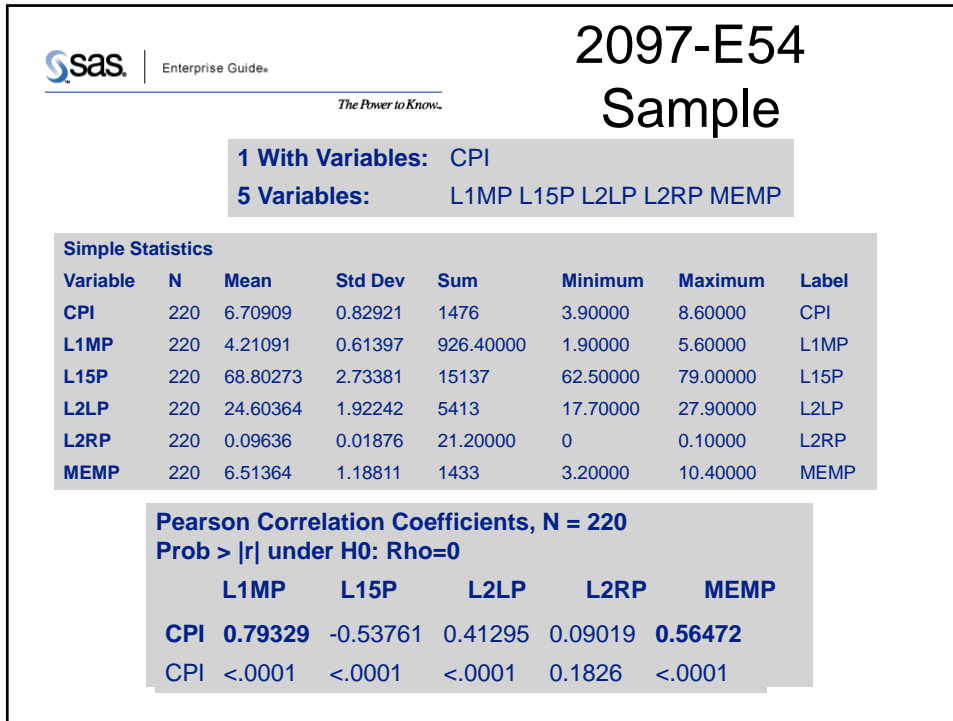 sas. Enterprise Guide®
The Power to Know™
2097-E54
Sample
1 With Variables: CPI
5 Variables: L1MP L15P L2LP L2RP MEMP
Simple Statistics
Variable N Mean Std Dev Sum Minimum Maximum Label
CPI 220 6.70909 0.82921 1476 3.90000 8.60000 CPI
L1MP 220 4.21091 0.61397 926.40000 1.90000 5.60000 L1MP
L15P 220 68.80273 2.73381 15137 62.50000 79.00000 L15P
L2LP 220 24.60364 1.92242 5413 17.70000 27.90000 L2LP
L2RP 220 0.09636 0.01876 21.20000 0 0.10000 L2RP
MEMP 220 6.51364 1.18811 1433 3.20000 10.40000 MEMP
Pearson Correlation Coefficients, N = 220
Prob > |r| under H0: Rho=0
L1MP L15P L2LP L2RP MEMP
CPI 0.79329 -0.53761 0.41295 0.09019 0.56472
CPI <.0001 <.0001 <.0001 0.1826 <.0001